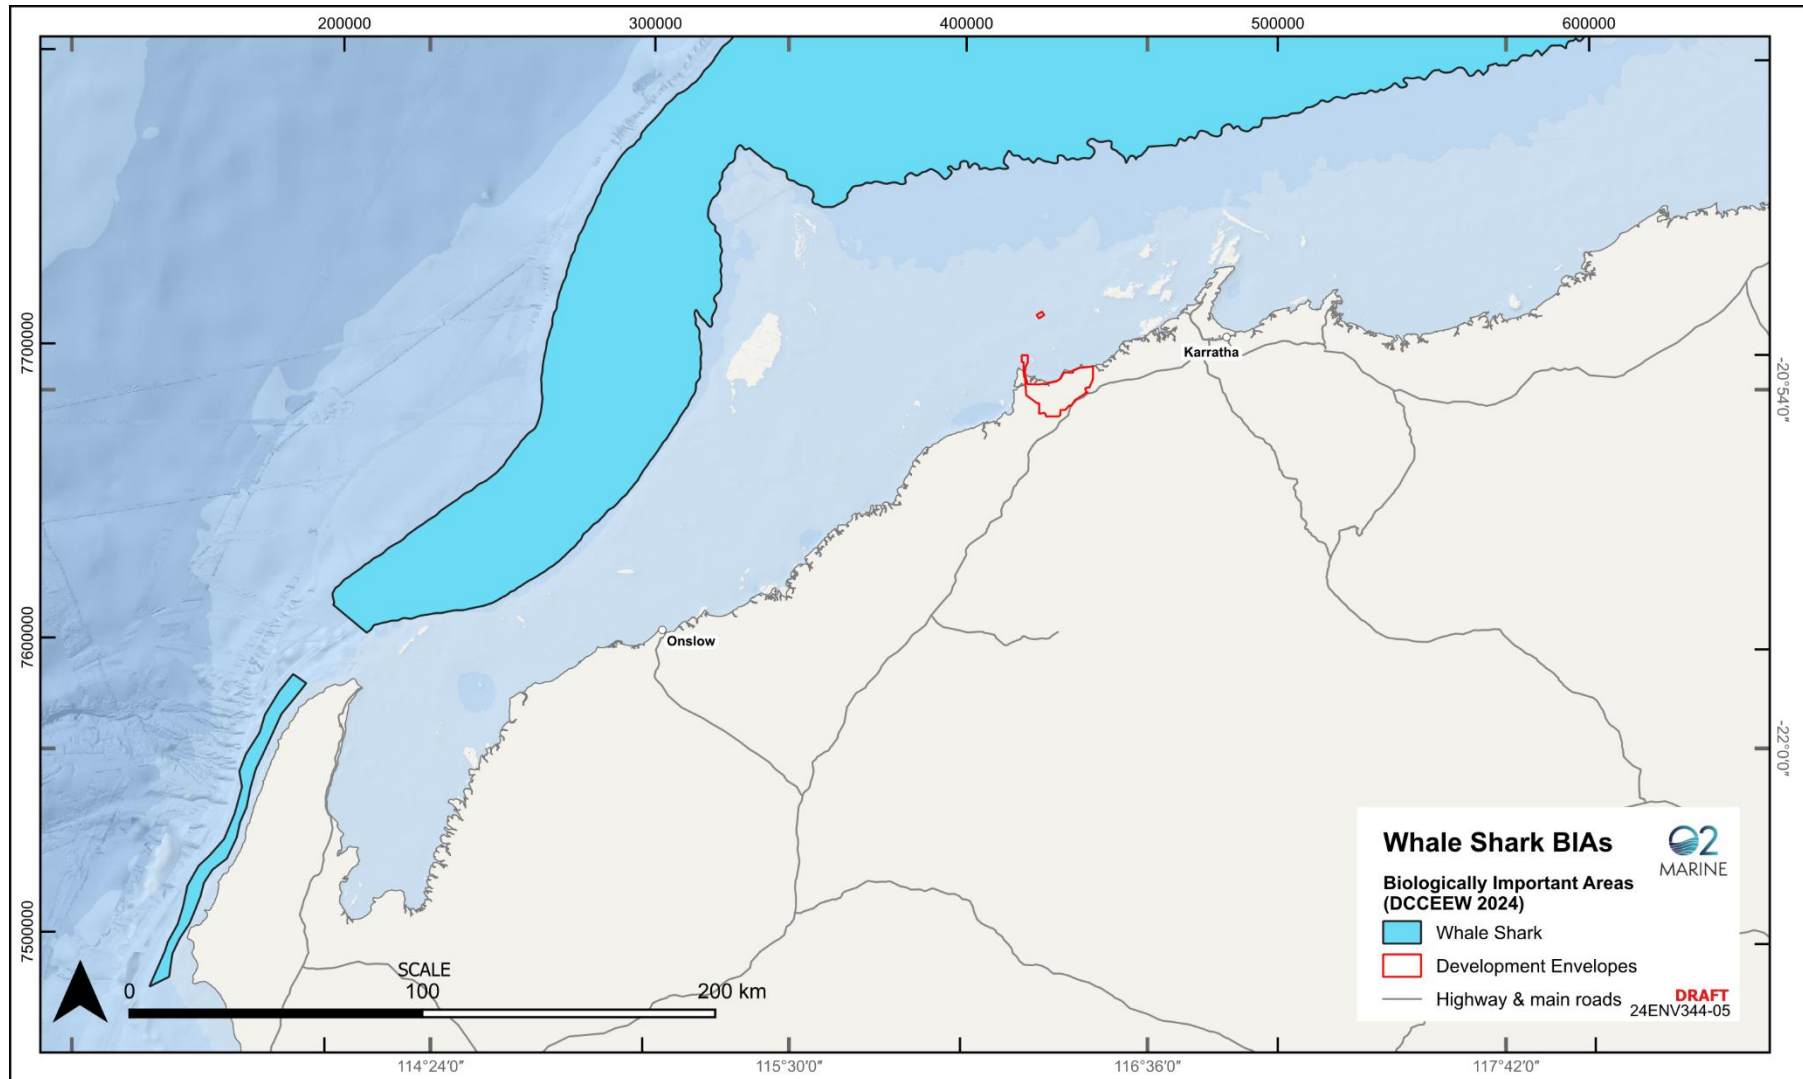 200000
300000
400000
500000
600000
7700000
7600000
7500000
-20°54'0"
-22°0'0"
Karratha
Onslow
Whale Shark BIAs
O2
MARINE
Biologically Important Areas
(DCCEEW 2024)
Whale Shark
Development Envelopes
Highway & main roads
DRAFT
24ENV344-05
SCALE
0
100
200 km
114°24'0"
115°30'0"
116°36'0"
117°42'0"